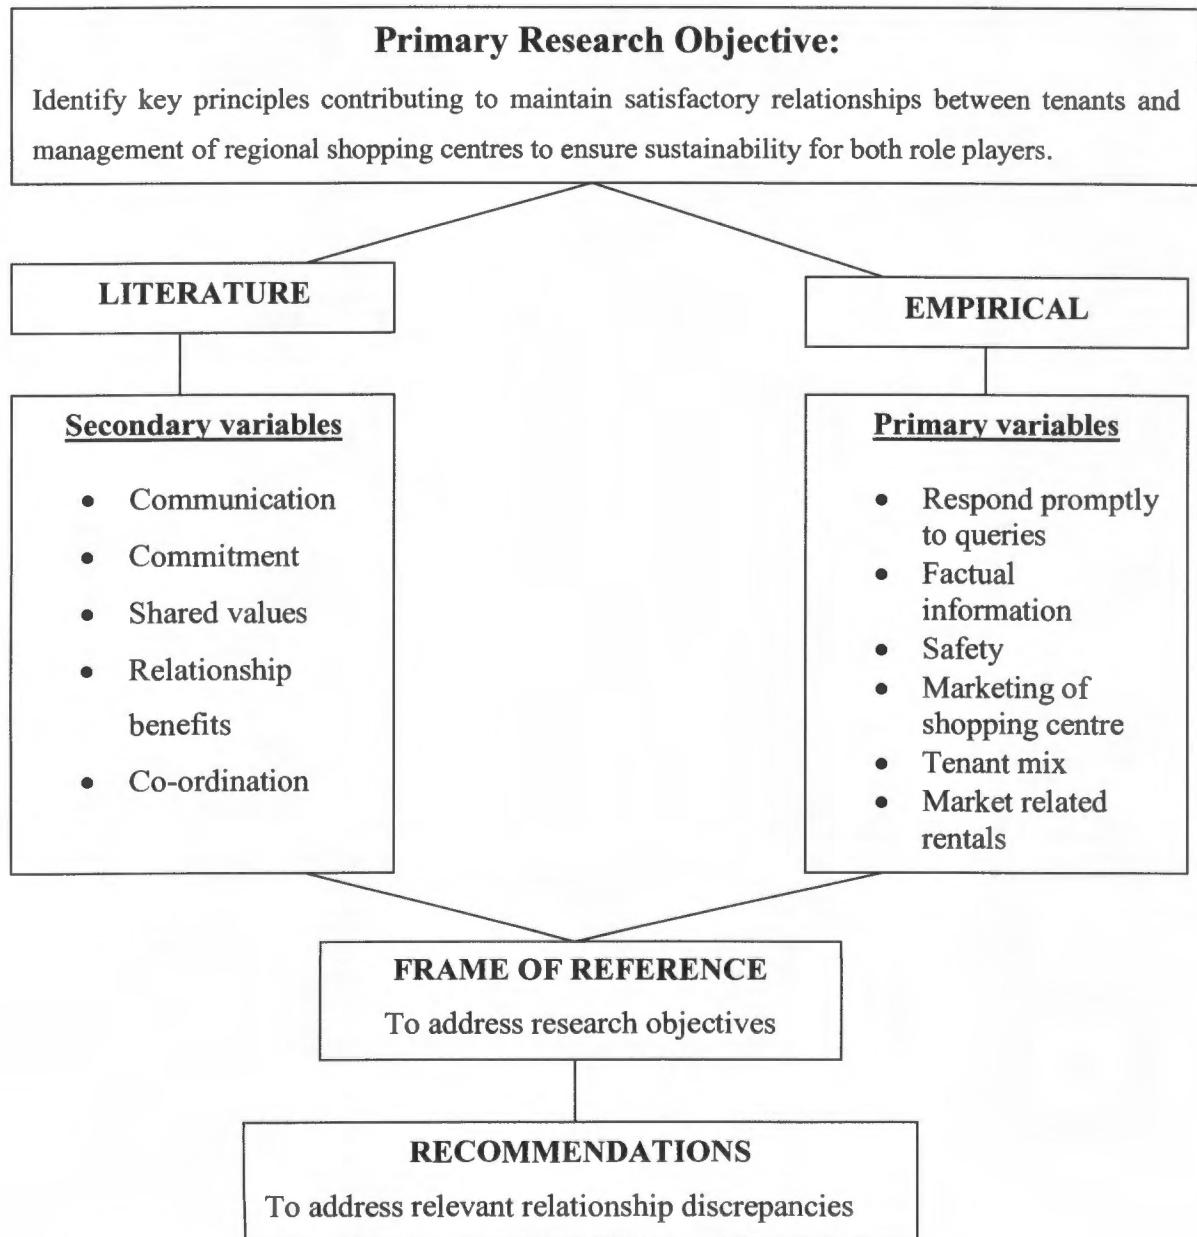 Primary Research Objective:
Identify key principles contributing to maintain satisfactory relationships between tenants and
management of regional shopping centres to ensure sustainability for both role players.
LITERATURE
EMPIRICAL
Secondary variables
• Communication
• Commitment
• Shared values
• Relationship
benefits
• Co-ordination
Primary variables
• Respond promptly
to queries
• Factual
information
• Safety
• Marketing of
shopping centre
• Tenant mix
• Market related
rentals
FRAME OF REFERENCE
To address research objectives
RECOMMENDATIONS
To address relevant relationship discrepancies